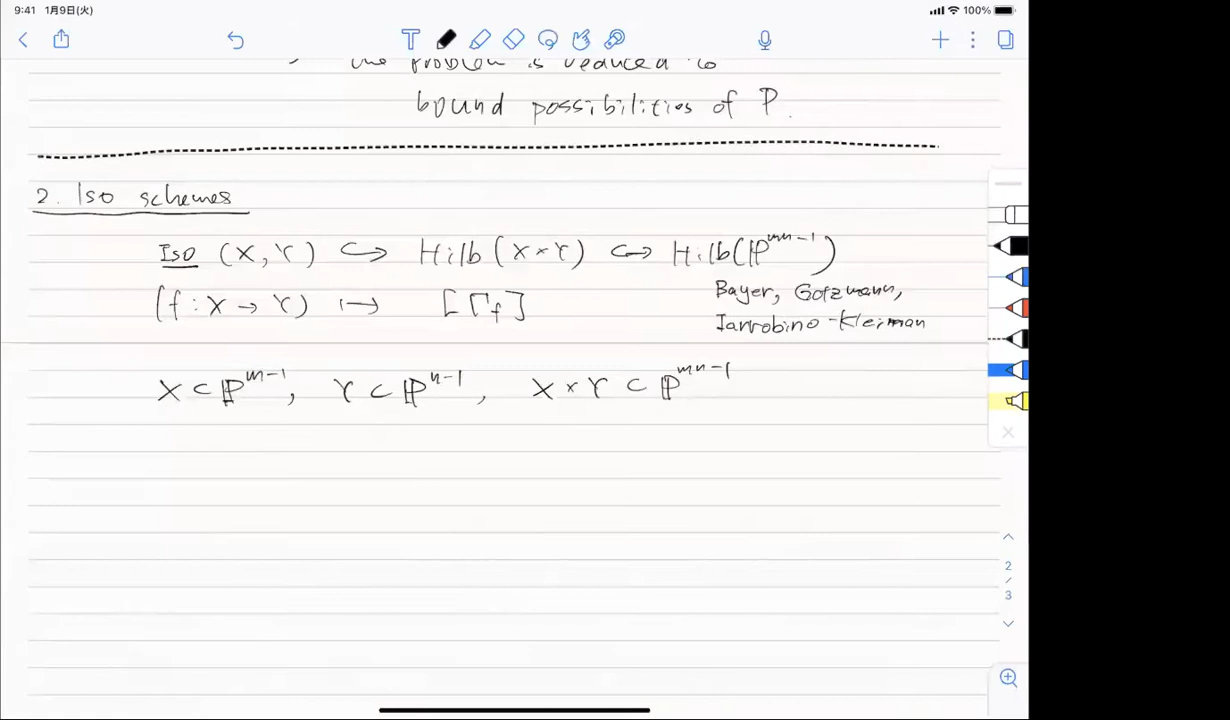 9:41 1月9日(火)
100%
the problem is reduced to
bound possibilities of P.
2. Iso schemes
Iso (X, Y) ↪ Hilb (X × Y) ↪ Hilb(ℙ^{mn-1})
(f : X → Y) ↦ [Γ_f]
Bayer, Gotzmann,
Iarrobino-Kleiman
X ⊂ ℙ^{m-1}, Y ⊂ ℙ^{n-1}, X × Y ⊂ ℙ^{mn-1}
2
/
3